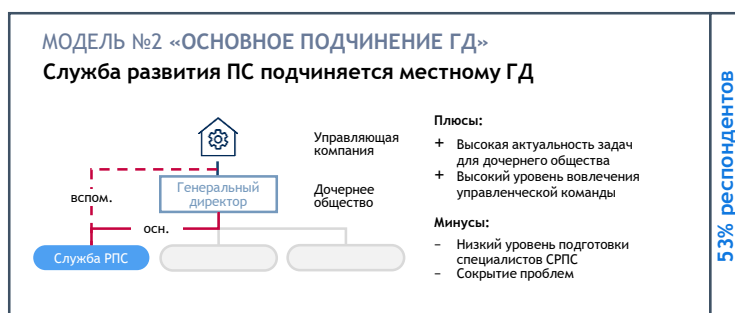 МОДЕЛЬ №2 «ОСНОВНОЕ ПОДЧИНЕНИЕ ГД»
Служба развития ПС подчиняется местному ГД
Управляющая
компания
Генеральный
директор
Дочернее
общество
вспом.
осн.
Служба РПС
Плюсы:
+ Высокая актуальность задач
для дочернего общества
+ Высокий уровень вовлечения
управленческой команды
Минусы:
– Низкий уровень подготовки
специалистов СРПС
– Сокрытие проблем
53% респондентов